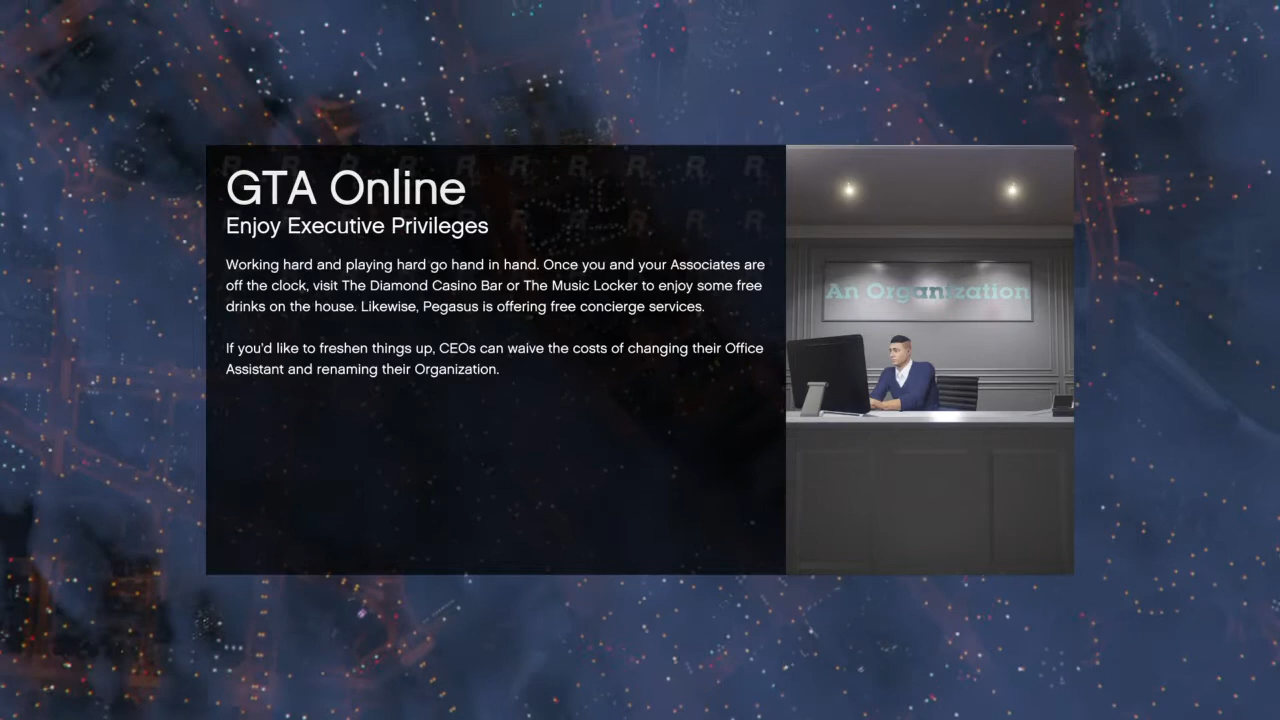 GTA Online
Enjoy Executive Privileges
Working hard and playing hard go hand in hand. Once you and your Associates are
off the clock, visit The Diamond Casino Bar or The Music Locker to enjoy some free
drinks on the house. Likewise, Pegasus is offering free concierge services.
If you'd like to freshen things up, CEOs can waive the costs of changing their Office
Assistant and renaming their Organization.
An Organization